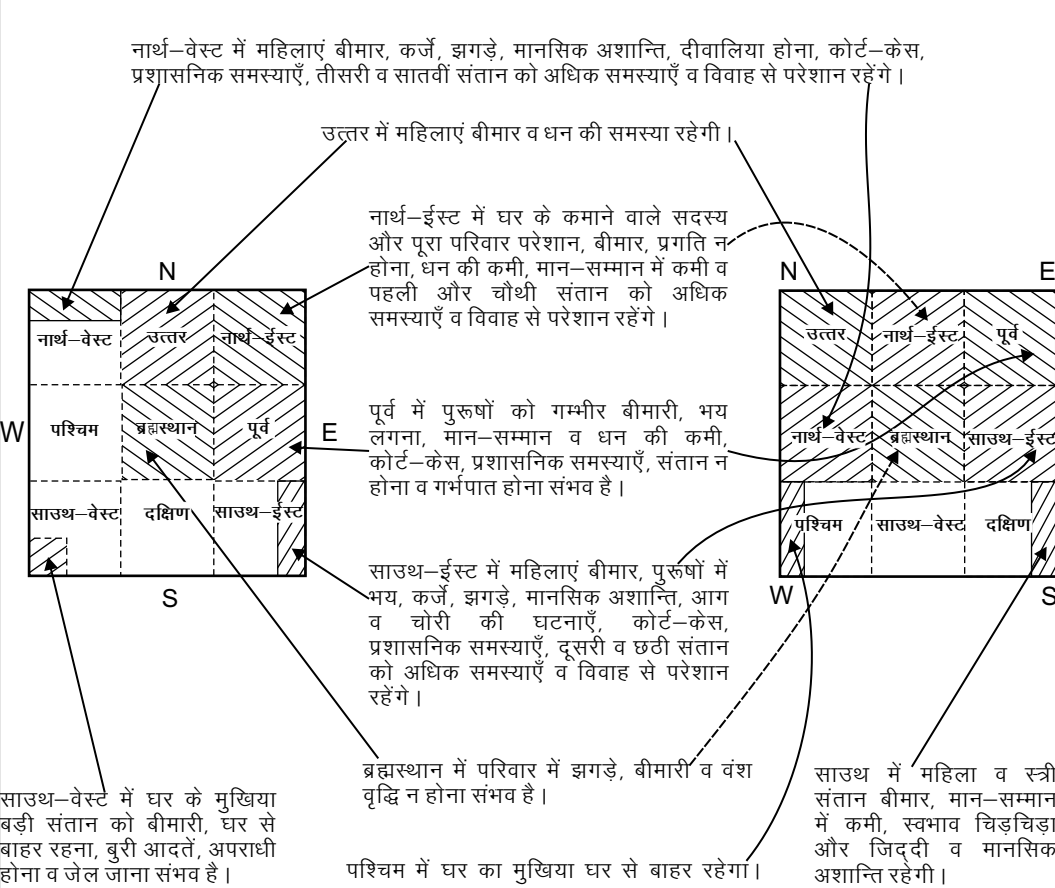 नार्थ–वेस्ट में महिलाएं बीमार, कर्जे, झगड़े, मानसिक अशान्ति, दीवालिया होना, कोर्ट–केस,
प्रशासनिक समस्याएँ, तीसरी व सातवीं संतान को अधिक समस्याएँ व विवाह से परेशान रहेंगे।
उत्तर में महिलाएं बीमार व धन की समस्या रहेगी।
नार्थ–ईस्ट में घर के कमाने वाले सदस्य
और पूरा परिवार परेशान, बीमार, प्रगति न
होना, धन की कमी, मान–सम्मान में कमी व
पहली और चौथी संतान को अधिक
समस्याएँ व विवाह से परेशान रहेंगे।
N
नार्थ–वेस्ट उत्तर नार्थ–ईस्ट
W पश्चिम ब्रह्मस्थान पूर्व E
साउथ–वेस्ट दक्षिण साउथ–ईस्ट
S
N E
उत्तर नार्थ–ईस्ट पूर्व
नार्थ–वेस्ट ब्रह्मस्थान साउथ–ईस्ट
पश्चिम साउथ–वेस्ट दक्षिण
W S
पूर्व में पुरूषों को गम्भीर बीमारी, भय
लगना, मान–सम्मान व धन की कमी,
कोर्ट–केस, प्रशासनिक समस्याएँ, संतान न
होना व गर्भपात होना संभव है।
साउथ–ईस्ट में महिलाएं बीमार, पुरूषों में
भय, कर्जे, झगड़े, मानसिक अशान्ति, आग
व चोरी की घटनाएँ, कोर्ट–केस,
प्रशासनिक समस्याएँ, दूसरी व छठी संतान
को अधिक समस्याएँ व विवाह से परेशान
रहेंगे।
ब्रह्मस्थान में परिवार में झगड़े, बीमारी व वंश
वृद्धि न होना संभव है।
साउथ–वेस्ट में घर के मुखिया
बड़ी संतान को बीमारी, घर से
बाहर रहना, बुरी आदतें, अपराधी
होना व जेल जाना संभव है।
पश्चिम में घर का मुखिया घर से बाहर रहेगा।
साउथ में महिला व स्त्री
संतान बीमार, मान–सम्मान
में कमी, स्वभाव चिड़चिड़ा
और जिद्दी व मानसिक
अशान्ति रहेगी।